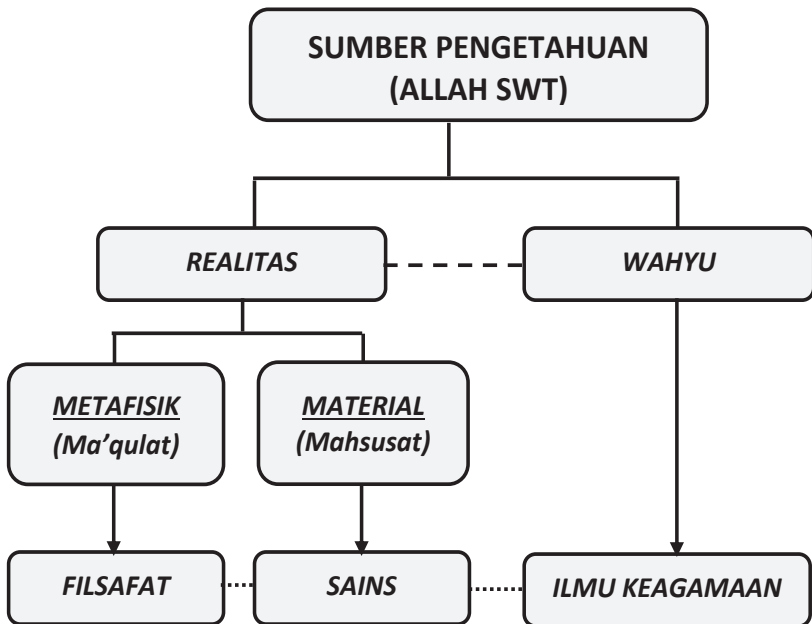 SUMBER PENGETAHUAN
(ALLAH SWT)
REALITAS
WAHYU
METAFISIK
(Ma’qulat)
MATERIAL
(Mahsusat)
FILSAFAT
SAINS
ILMU KEAGAMAAN